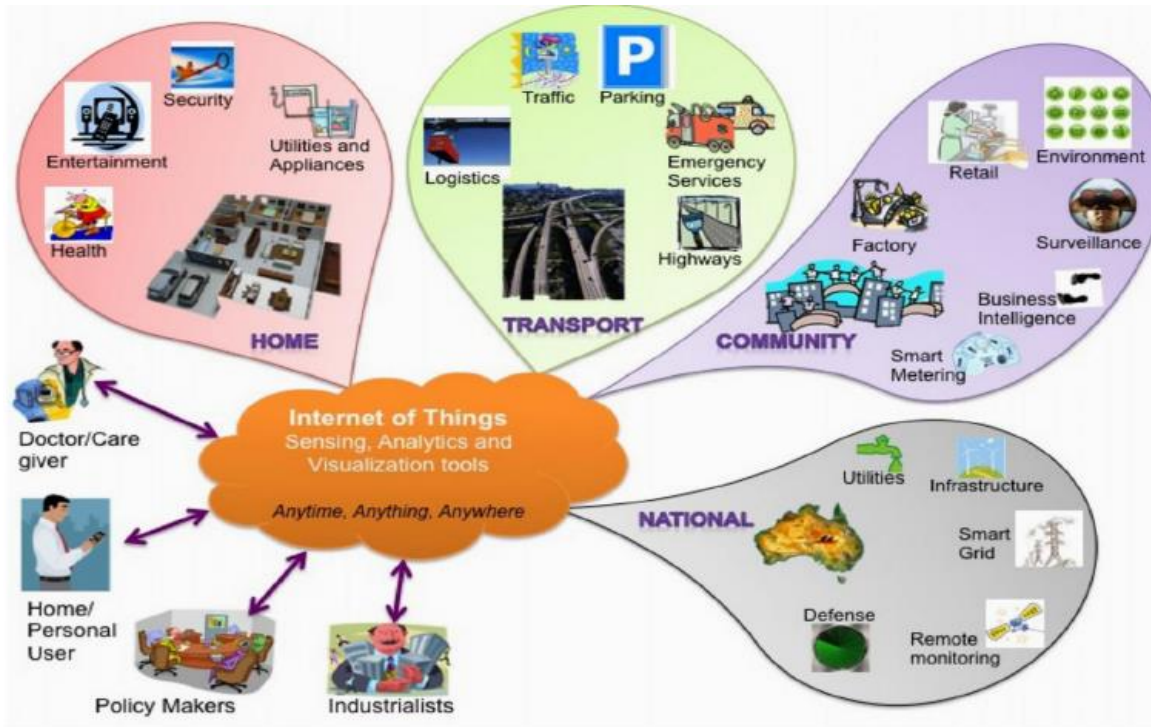 Security
Entertainment
Utilities and
Appliances
Health
HOME
Traffic
P
Parking
Logistics
Emergency
Services
Highways
TRANSPORT
Retail
Environment
Factory
Surveillance
Business
Intelligence
COMMUNITY
Smart
Metering
Internet of Things
Sensing, Analytics and
Visualization tools
Anytime, Anything, Anywhere
Doctor/Care
giver
Home/
Personal
User
Policy Makers
Industrialists
Utilities
Infrastructure
NATIONAL
Smart
Grid
Defense
Remote
monitoring